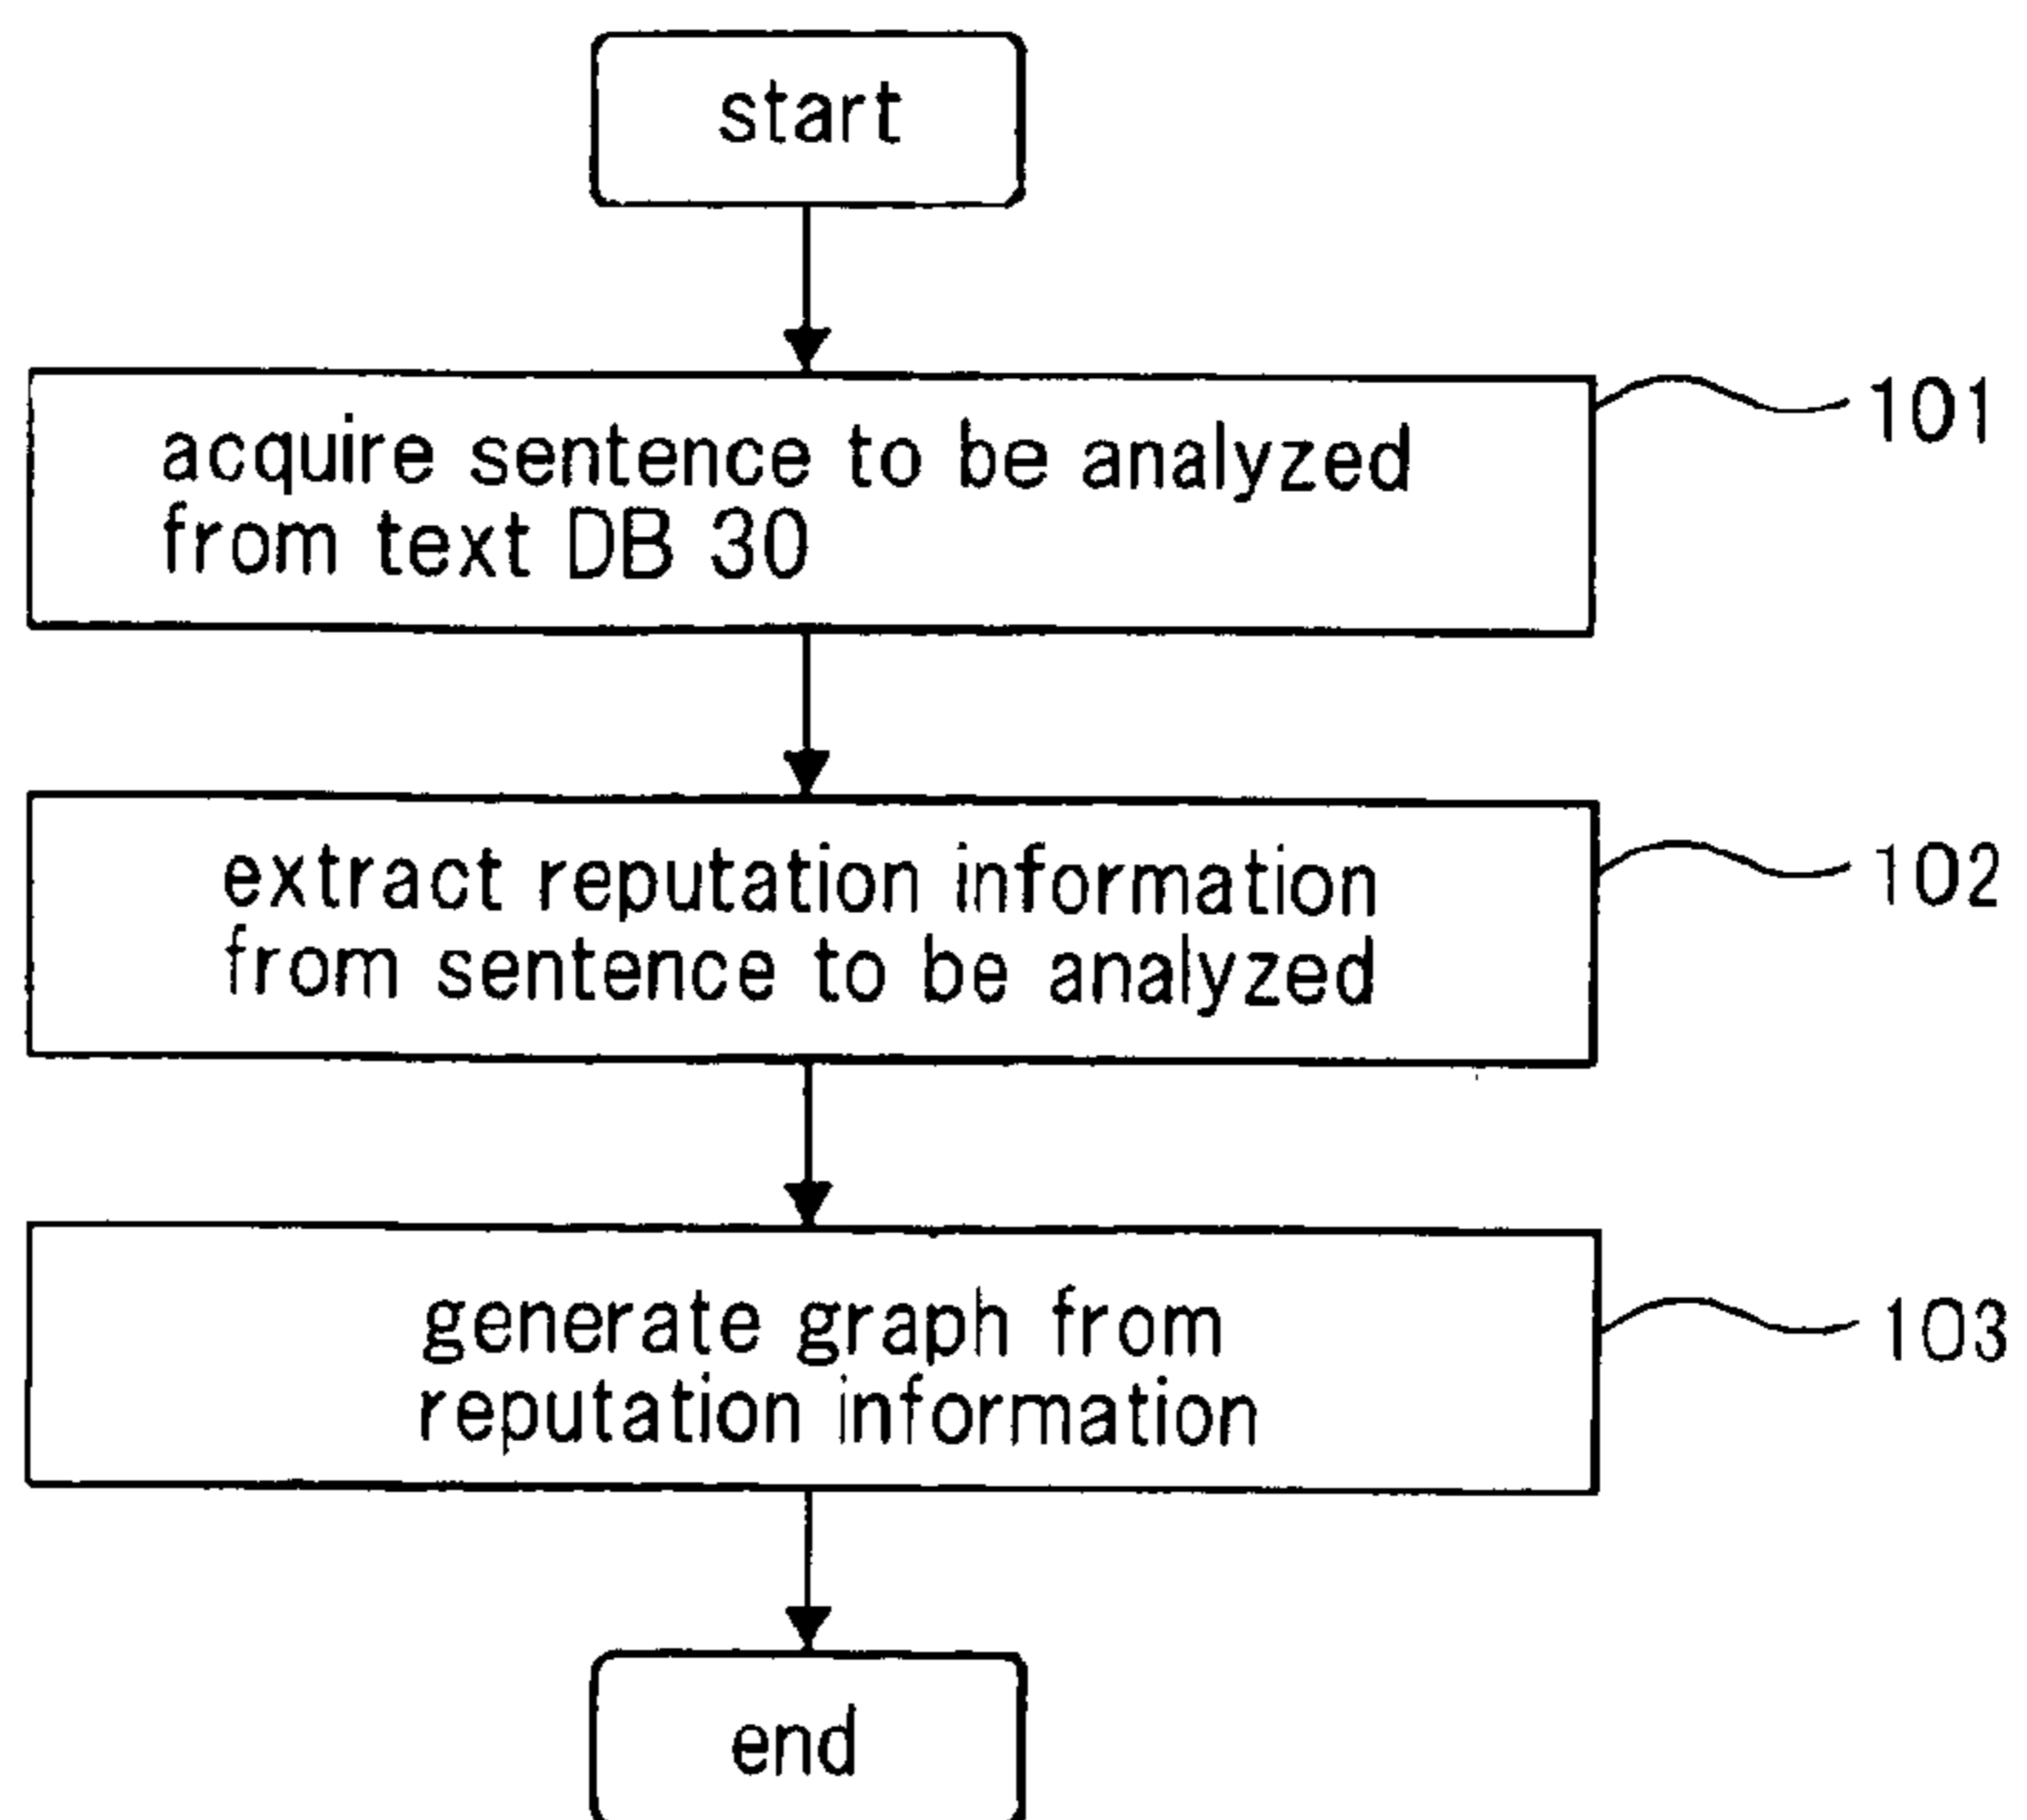 start
acquire sentence to be analyzed
from text DB 30
101
extract reputation information
from sentence to be analyzed
102
generate graph from
reputation information
103
end